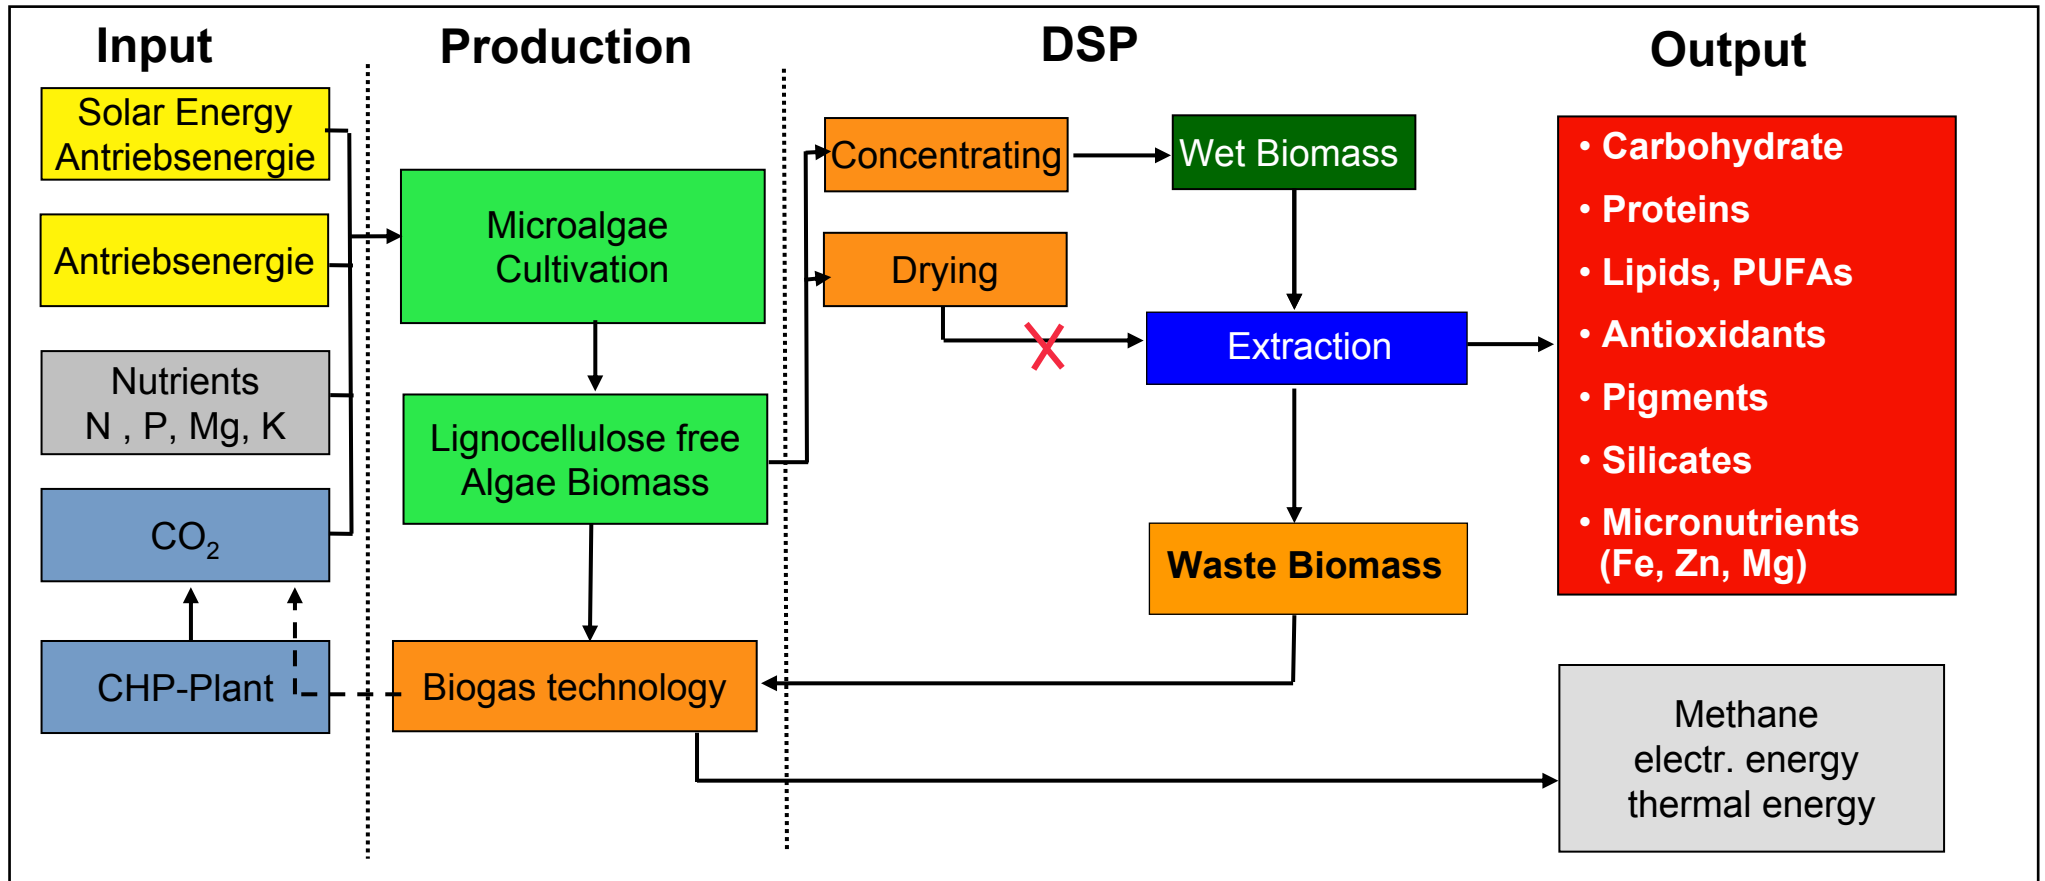 Input
Production
DSP
Output
Solar Energy
Antriebsenergie
Antriebsenergie
Nutrients
N , P, Mg, K
CO₂
CHP-Plant
Microalgae
Cultivation
Lignocellulose free
Algae Biomass
Biogas technology
Concentrating
Drying
Wet Biomass
Extraction
Waste Biomass
• Carbohydrate
• Proteins
• Lipids, PUFAs
• Antioxidants
• Pigments
• Silicates
• Micronutrients
(Fe, Zn, Mg)
Methane
electr. energy
thermal energy